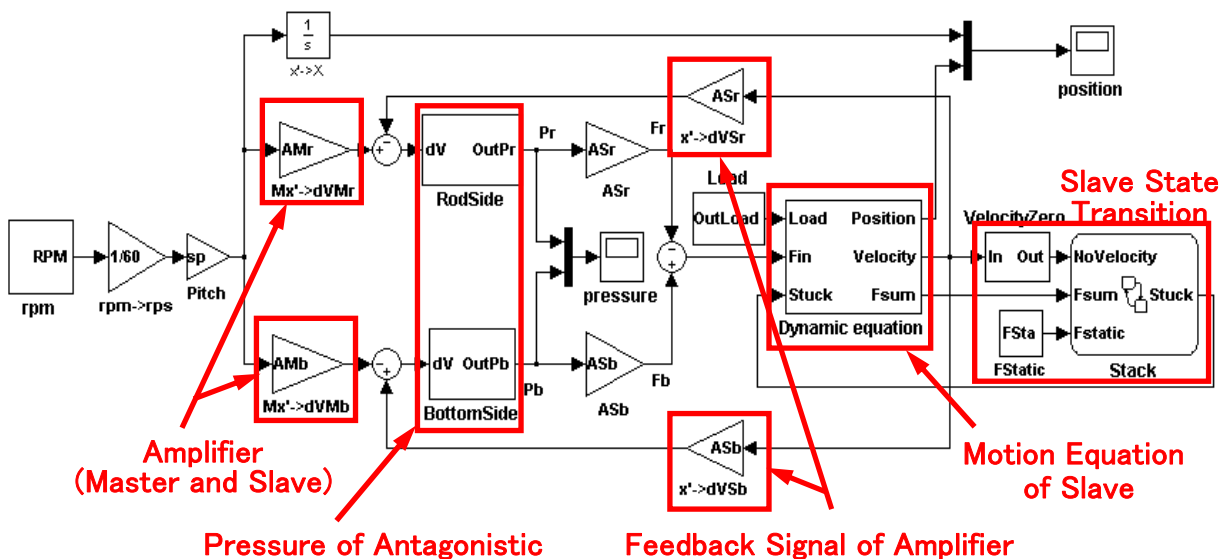 1
s
x'->X
position
AMr
Mx'->dVMr
dV OutPr
RodSide
Pr
ASr
ASr
Fr
ASr
x'->dVSr
Load
OutLoad
Load Position
Fin Velocity
Stuck Fsum
Dynamic equation
Slave State
Transition
VelocityZero
In Out
NoVelocity
Fsum Stuck
Fstatic
Stack
FSta
FStatic
RPM
rpm
1/60
rpm->rps
sp
Pitch
pressure
AMb
Mx'->dVMb
dV OutPb
BottomSide
Pb
ASb
ASb
Fb
ASb
x'->dVSb
Amplifier
(Master and Slave)
Pressure of Antagonistic
Feedback Signal of Amplifier
Motion Equation
of Slave